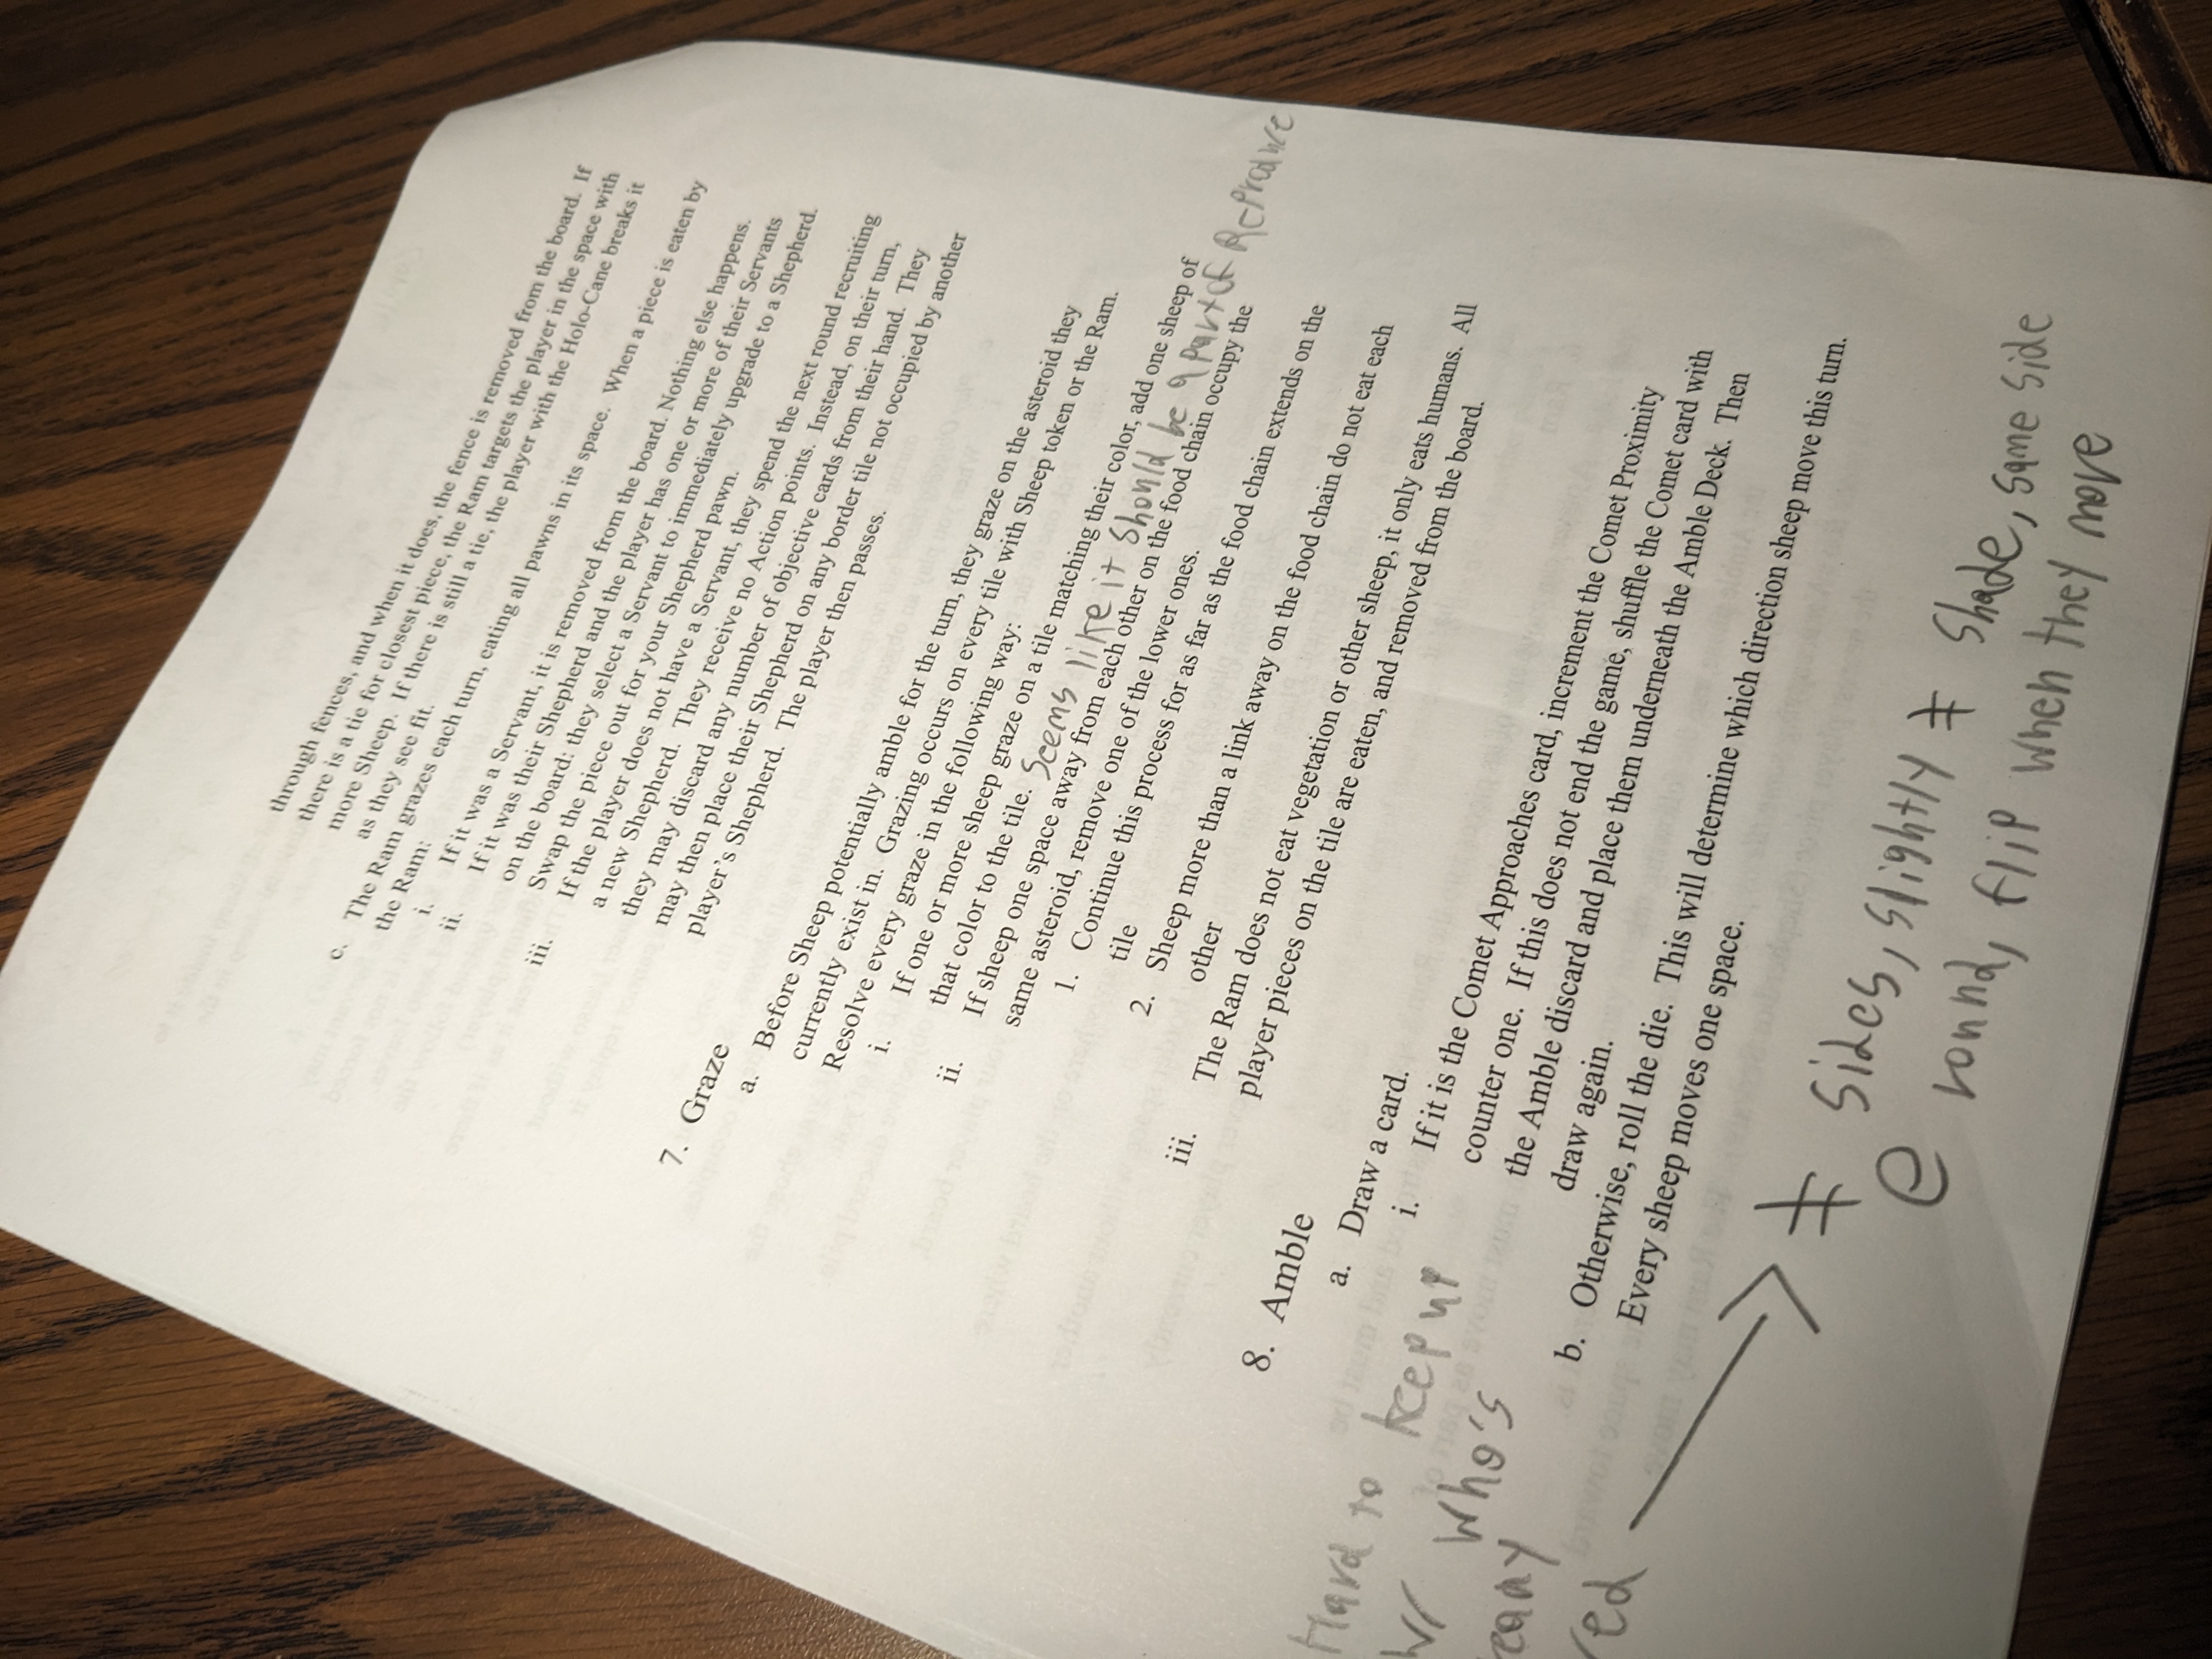 through fences, and when it does, the fence is removed from the board. If
there is a tie for closest piece, the Ram targets the player in the space with
more Sheep. If there is still a tie, the player with the Holo-Cane breaks it
as they see fit.
c. The Ram grazes each turn, eating all pawns in its space. When a piece is eaten by
the Ram:
i. If it was a Servant, it is removed from the board. Nothing else happens.
ii. If it was their Shepherd and the player has one or more of their Servants
on the board: they select a Servant to immediately upgrade to a Shepherd.
Swap the piece out for your Shepherd pawn.
iii. If the player does not have a Servant, they spend the next round recruiting
a new Shepherd. They receive no Action points. Instead, on their turn,
they may discard any number of objective cards from their hand. They
may then place their Shepherd on any border tile not occupied by another
player's Shepherd. The player then passes.
7. Graze
a. Before Sheep potentially amble for the turn, they graze on the asteroid they
currently exist in. Grazing occurs on every tile with Sheep token or the Ram.
Resolve every graze in the following way:
i. If one or more sheep graze on a tile matching their color, add one sheep of
that color to the tile. Seems like it should be a part of Reproduce
ii. If sheep one space away from each other on the food chain occupy the
same asteroid, remove one of the lower ones.
1. Continue this process for as far as the food chain extends on the
tile
2. Sheep more than a link away on the food chain do not eat each
other
iii. The Ram does not eat vegetation or other sheep, it only eats humans. All
player pieces on the tile are eaten, and removed from the board.
8. Amble
a. Draw a card.
i. If it is the Comet Approaches card, increment the Comet Proximity
counter one. If this does not end the game, shuffle the Comet card with
the Amble discard and place them underneath the Amble Deck. Then
draw again.
b. Otherwise, roll the die. This will determine which direction sheep move this turn.
Every sheep moves one space.
Hard to keep up
w/ who's
≠ sides, slightly ≠ shade, same side
e round, flip when they move